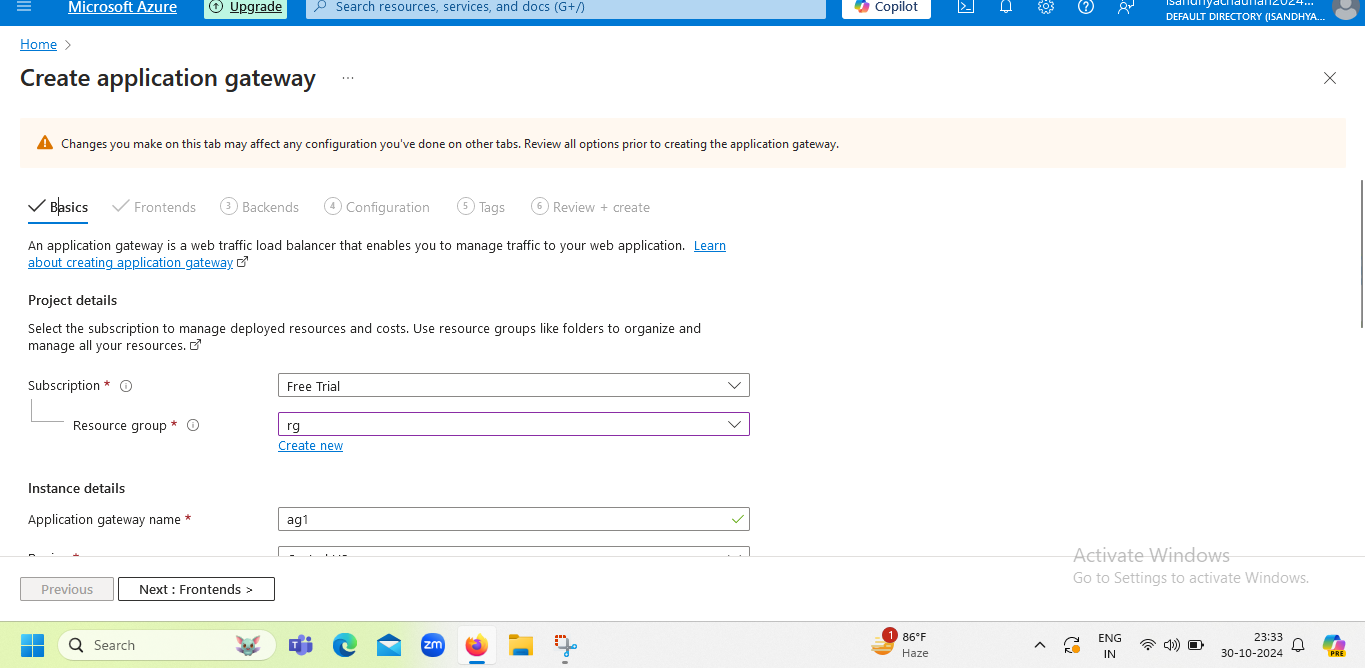 Microsoft Azure
Upgrade
Search resources, services, and docs (G+/)
Copilot
DEFAULT DIRECTORY (ISANDHYA...
Home
Create application gateway
...
Changes you make on this tab may affect any configuration you've done on other tabs. Review all options prior to creating the application gateway.
Basics
Frontends
3 Backends
4 Configuration
5 Tags
6 Review + create
An application gateway is a web traffic load balancer that enables you to manage traffic to your web application. Learn
about creating application gateway
Project details
Select the subscription to manage deployed resources and costs. Use resource groups like folders to organize and
manage all your resources.
Subscription *
Free Trial
Resource group *
rg
Create new
Instance details
Application gateway name *
ag1
Activate Windows
Go to Settings to activate Windows.
Previous
Next : Frontends >
Search
zm
1
86°F
Haze
ENG
IN
23:33
30-10-2024
PRE